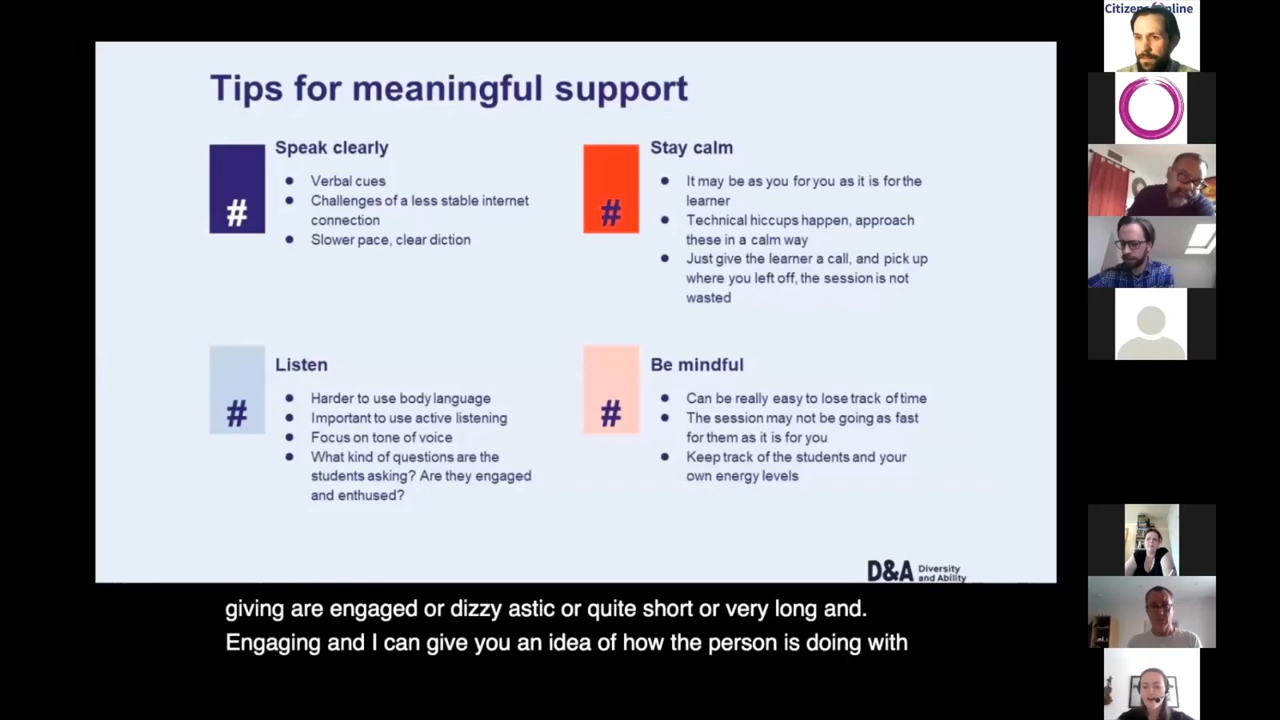 Citizens Online
Tips for meaningful support
Speak clearly
#
● Verbal cues
● Challenges of a less stable internet
connection
● Slower pace, clear diction
Stay calm
#
● It may be as you for you as it is for the
learner
● Technical hiccups happen, approach
these in a calm way
● Just give the learner a call, and pick up
where you left off, the session is not
wasted
Listen
#
● Harder to use body language
● Important to use active listening
● Focus on tone of voice
● What kind of questions are the
students asking? Are they engaged
and enthused?
Be mindful
#
● Can be really easy to lose track of time
● The session may not be going as fast
for them as it is for you
● Keep track of the students and your
own energy levels
D&A Diversity
and Ability
giving are engaged or dizzy astic or quite short or very long and.
Engaging and I can give you an idea of how the person is doing with